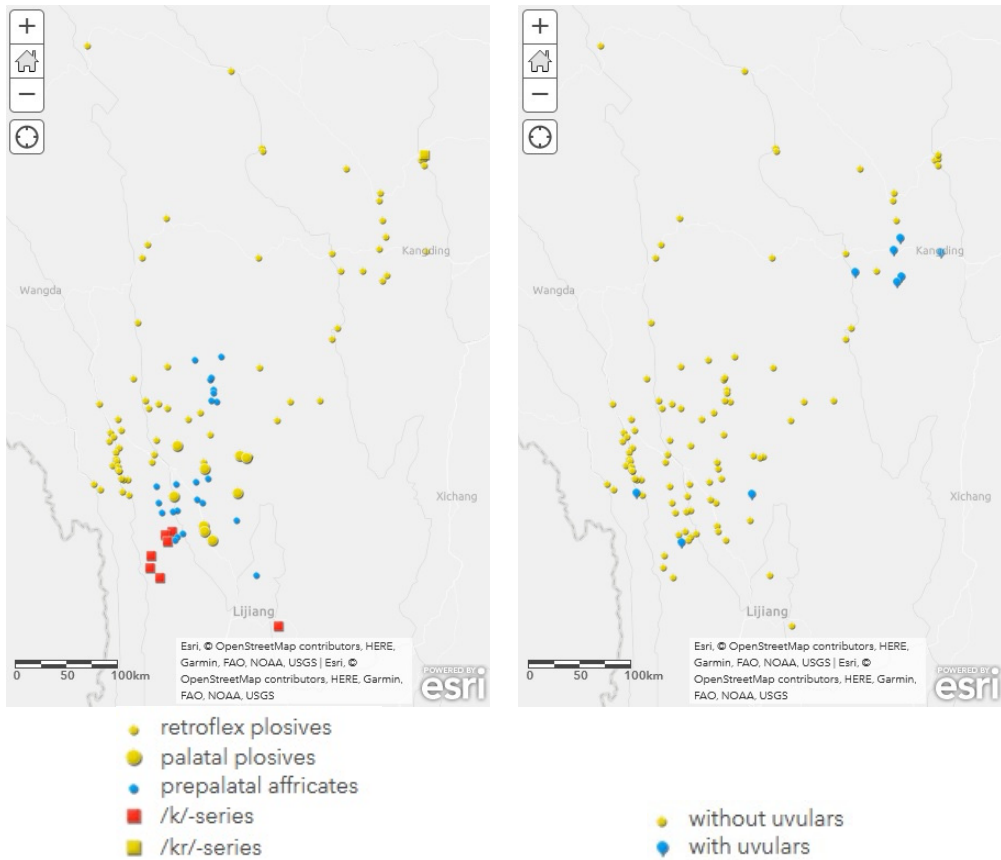 +
−
Kangding
Wangda
Xichang
Lijiang
Esri, © OpenStreetMap contributors, HERE,
Garmin, FAO, NOAA, USGS | Esri, ©
OpenStreetMap contributors, HERE, Garmin,
FAO, NOAA, USGS
0 50 100km
POWERED BY
esri
retroflex plosives
palatal plosives
prepalatal affricates
/k/-series
/kr/-series
+
−
Kangding
Wangda
Xichang
Lijiang
Esri, © OpenStreetMap contributors, HERE,
Garmin, FAO, NOAA, USGS | Esri, ©
OpenStreetMap contributors, HERE, Garmin,
FAO, NOAA, USGS
0 50 100km
POWERED BY
esri
without uvulars
with uvulars